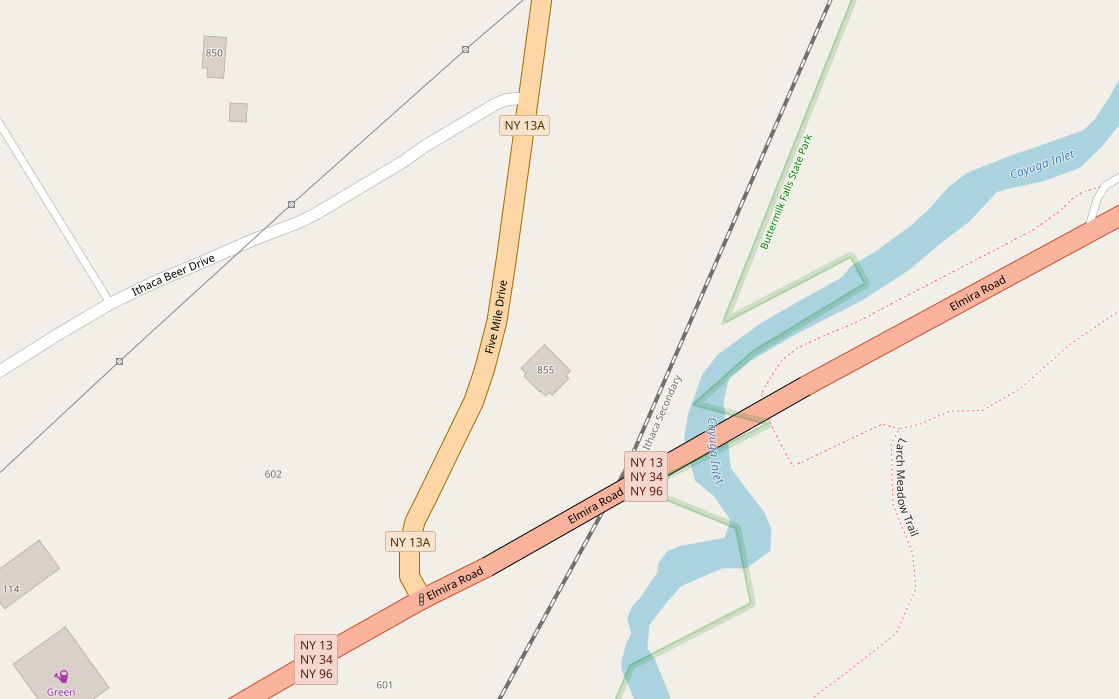 850
NY 13A
Cayuga Inlet
Buttermilk Falls State Park
Ithaca Beer Drive
Elmira Road
Five Mile Drive
855
Ithaca Secondary
Cayuga Inlet
NY 13
NY 34
NY 96
602
Larch Meadow Trail
Elmira Road
NY 13A
Elmira Road
114
NY 13
NY 34
NY 96
601
Green